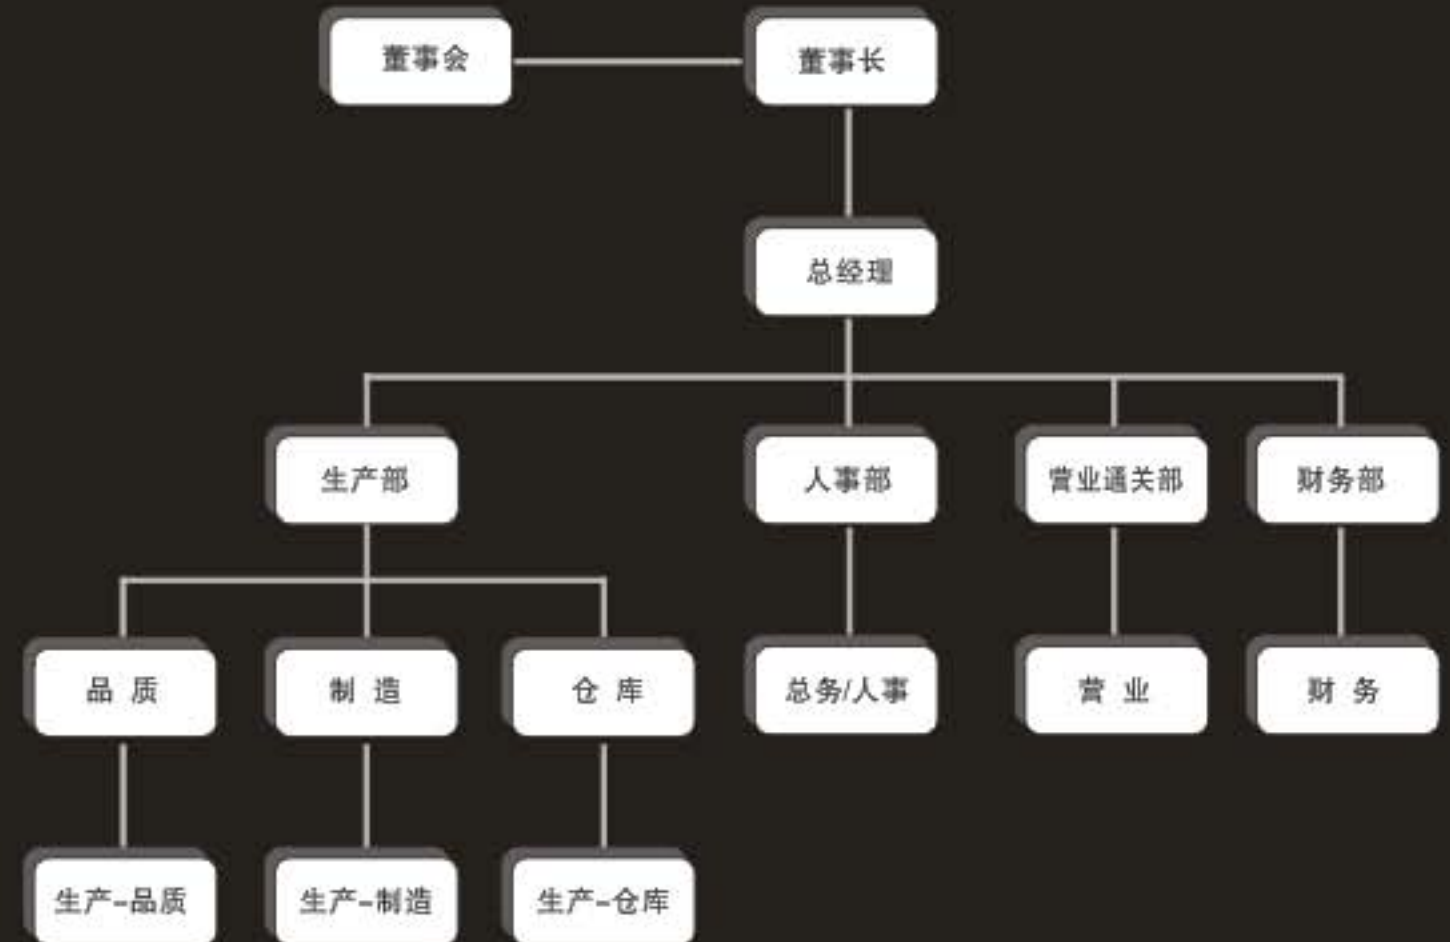 董事会
董事长
总经理
生产部
人事部
营业通关部
财务部
品 质
制 造
仓 库
总务/人事
营 业
财 务
生产-品质
生产-制造
生产-仓库